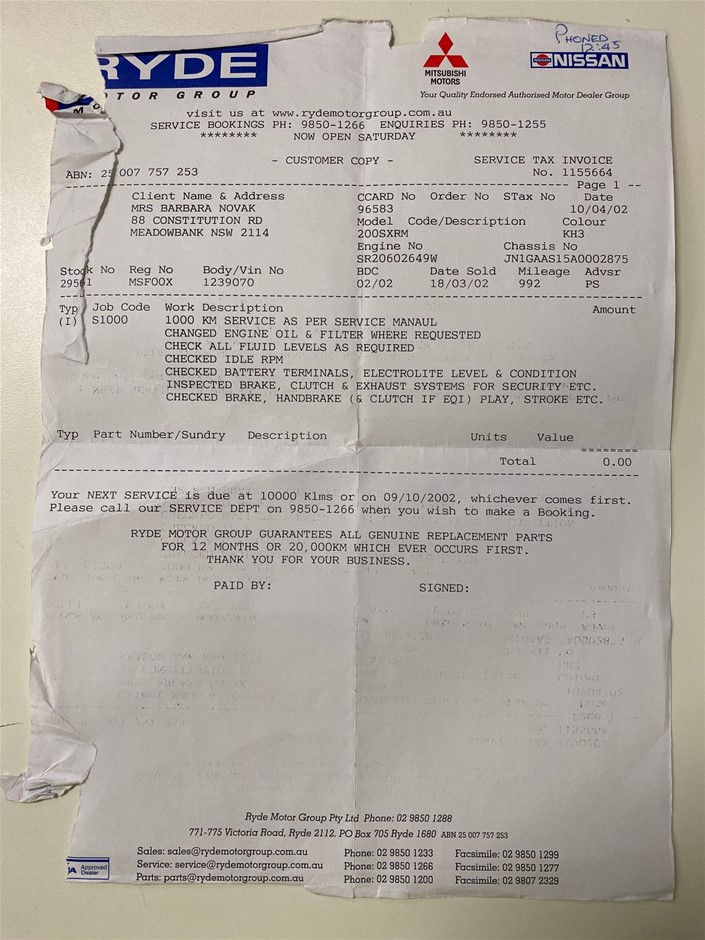 PHONED
12:45
RYDE
MOTOR GROUP
MITSUBISHI
MOTORS
NISSAN
NISSAN
Your Quality Endorsed Authorised Motor Dealer Group
visit us at www.rydemotorgroup.com.au
SERVICE BOOKINGS PH: 9850-1266 ENQUIRIES PH: 9850-1255
******** NOW OPEN SATURDAY ********
- CUSTOMER COPY - SERVICE TAX INVOICE
ABN: 25 007 757 253 No. 1155664
Page 1
Client Name & Address CCARD No Order No STax No Date
MRS BARBARA NOVAK 96583 10/04/02
88 CONSTITUTION RD Model Code/Description Colour
MEADOWBANK NSW 2114 200SXRM KH3
Engine No Chassis No
SR20602649W JN1GAAS15A0002875
Stock No Reg No Body/Vin No BDC Date Sold Mileage Advsr
29561 MSF00X 1239070 02/02 18/03/02 992 PS
Typ Job Code Work Description Amount
(I) S1000 1000 KM SERVICE AS PER SERVICE MANAUL
CHANGED ENGINE OIL & FILTER WHERE REQUESTED
CHECK ALL FLUID LEVELS AS REQUIRED
CHECKED IDLE RPM
CHECKED BATTERY TERMINALS, ELECTROLITE LEVEL & CONDITION
INSPECTED BRAKE, CLUTCH & EXHAUST SYSTEMS FOR SECURITY ETC.
CHECKED BRAKE, HANDBRAKE (& CLUTCH IF EQI) PLAY, STROKE ETC.
Typ Part Number/Sundry Description Units Value
Total 0.00
Your NEXT SERVICE is due at 10000 Klms or on 09/10/2002, whichever comes first.
Please call our SERVICE DEPT on 9850-1266 when you wish to make a Booking.
RYDE MOTOR GROUP GUARANTEES ALL GENUINE REPLACEMENT PARTS
FOR 12 MONTHS OR 20,000KM WHICH EVER OCCURS FIRST.
THANK YOU FOR YOUR BUSINESS.
PAID BY: SIGNED:
Ryde Motor Group Pty Ltd Phone: 02 9850 1288
771-775 Victoria Road, Ryde 2112. PO Box 705 Ryde 1680 ABN 25 007 757 253
Sales: sales@rydemotorgroup.com.au Phone: 02 9850 1233 Facsimile: 02 9850 1299
Service: service@rydemotorgroup.com.au Phone: 02 9850 1266 Facsimile: 02 9850 1277
Parts: parts@rydemotorgroup.com.au Phone: 02 9850 1200 Facsimile: 02 9807 2329
Approved
Dealer